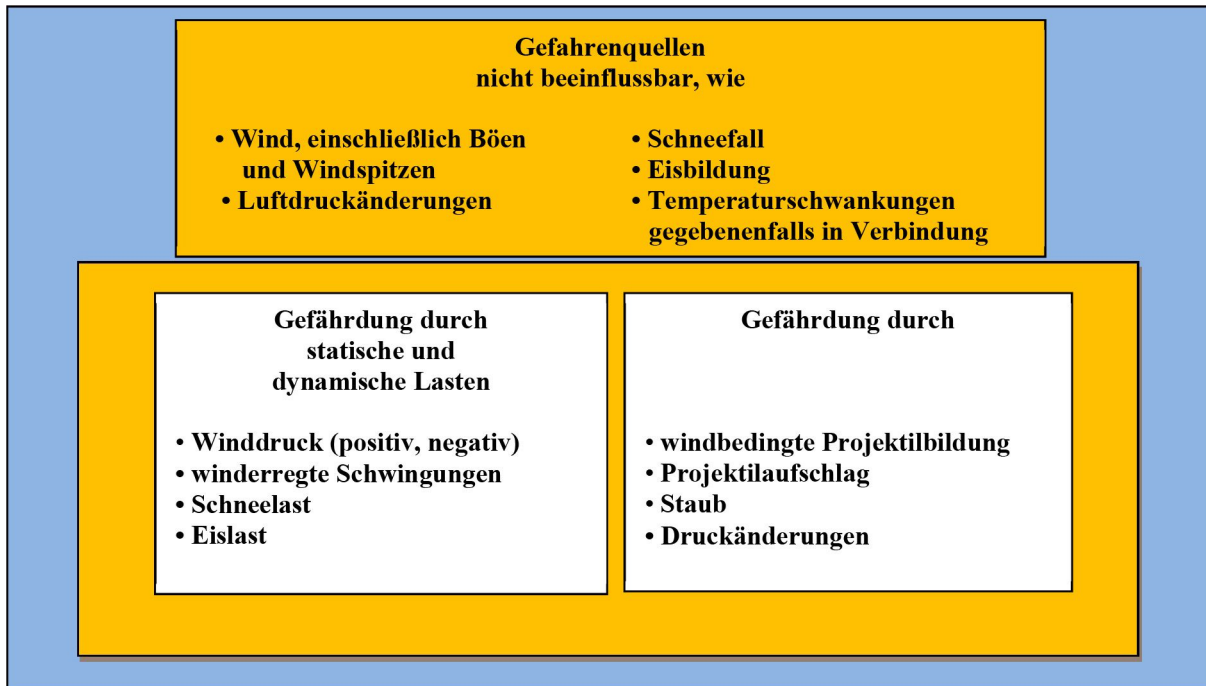 Gefahrenquellen
nicht beeinflussbar, wie
• Wind, einschließlich Böen
und Windspitzen
• Luftdruckänderungen
• Schneefall
• Eisbildung
• Temperaturschwankungen
gegebenenfalls in Verbindung
Gefährdung durch
statische und
dynamische Lasten
• Winddruck (positiv, negativ)
• winderregte Schwingungen
• Schneelast
• Eislast
Gefährdung durch
• windbedingte Projektilbildung
• Projektilaufschlag
• Staub
• Druckänderungen